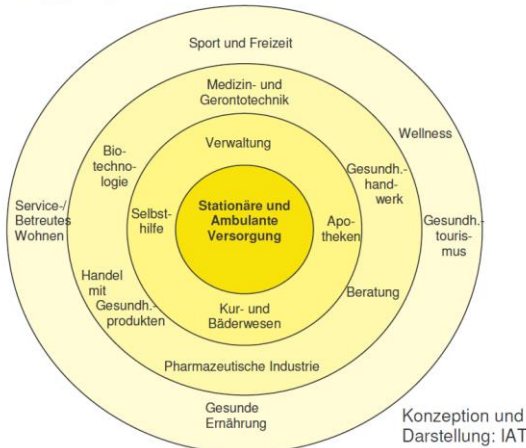 Sport und Freizeit
Medizin- und
Gerontotechnik
Wellness
Verwaltung
Bio-
techno-
logie
Gesundh.-
hand-
werk
Service-/
Betreutes
Wohnen
Selbst-
hilfe
Stationäre und
Ambulante
Versorgung
Apo-
theken
Gesundh.-
touris-
mus
Handel
mit
Gesundh.-
produkten
Beratung
Kur- und
Bäderwesen
Pharmazeutische Industrie
Gesunde
Ernährung
Konzeption und
Darstellung: IAT